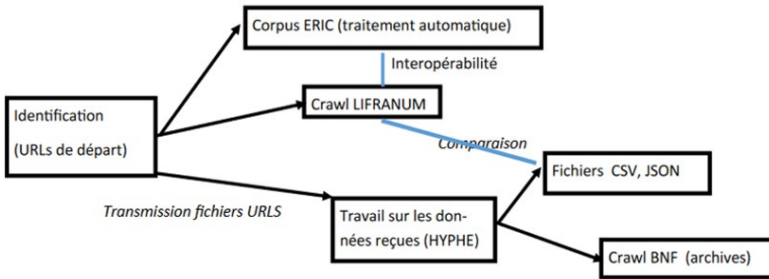 Corpus ERIC (traitement automatique)
Interopérabilité
Crawl LIFRANUM
Identification
(URLs de départ)
Comparaison
Fichiers CSV, JSON
Transmission fichiers URLS
Travail sur les don-
nées reçues (HYPHE)
Crawl BNF (archives)